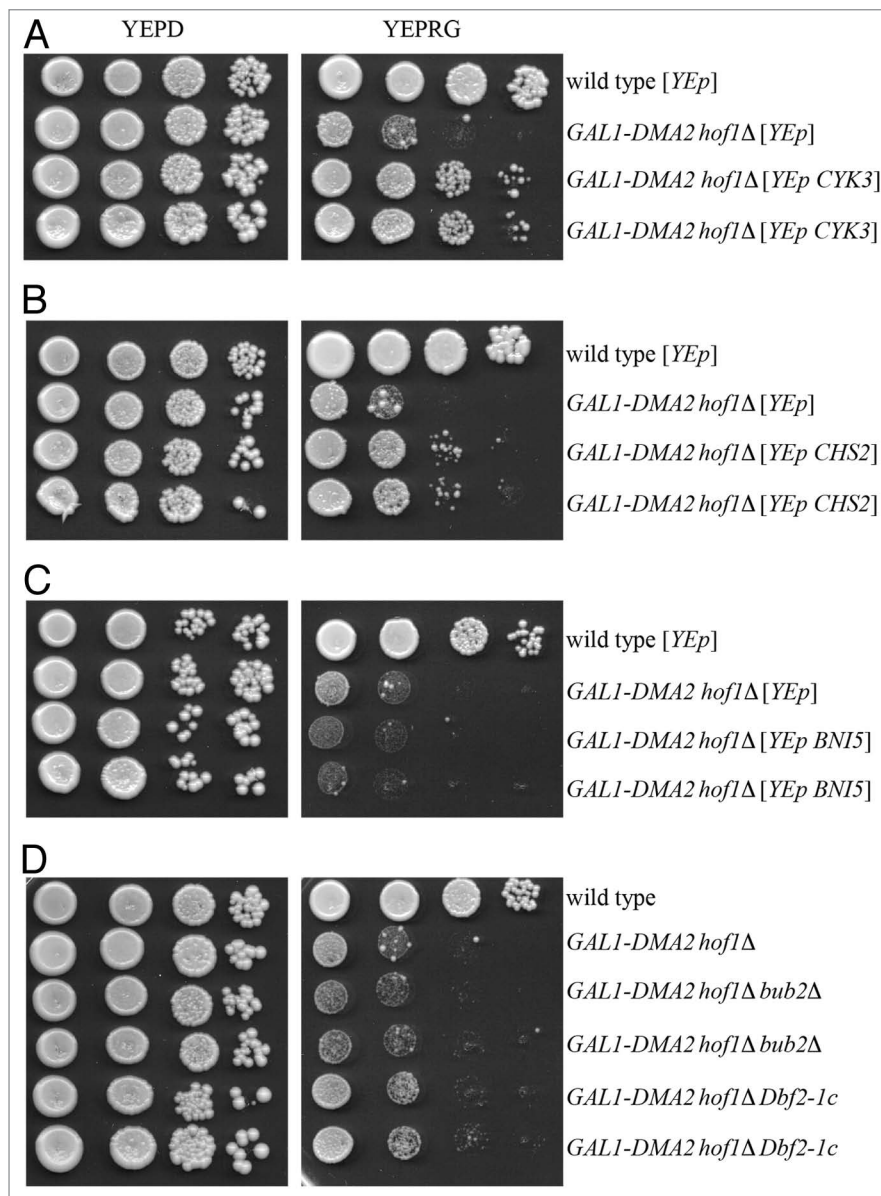 A
YEPD YEPRG
wild type [YEp]
GAL1-DMA2 hof1Δ [YEp]
GAL1-DMA2 hof1Δ [YEp CYK3]
GAL1-DMA2 hof1Δ [YEp CYK3]
B
wild type [YEp]
GAL1-DMA2 hof1Δ [YEp]
GAL1-DMA2 hof1Δ [YEp CHS2]
GAL1-DMA2 hof1Δ [YEp CHS2]
C
wild type [YEp]
GAL1-DMA2 hof1Δ [YEp]
GAL1-DMA2 hof1Δ [YEp BNI5]
GAL1-DMA2 hof1Δ [YEp BNI5]
D
wild type
GAL1-DMA2 hof1Δ
GAL1-DMA2 hof1Δ bub2Δ
GAL1-DMA2 hof1Δ bub2Δ
GAL1-DMA2 hof1Δ Dbf2-1c
GAL1-DMA2 hof1Δ Dbf2-1c